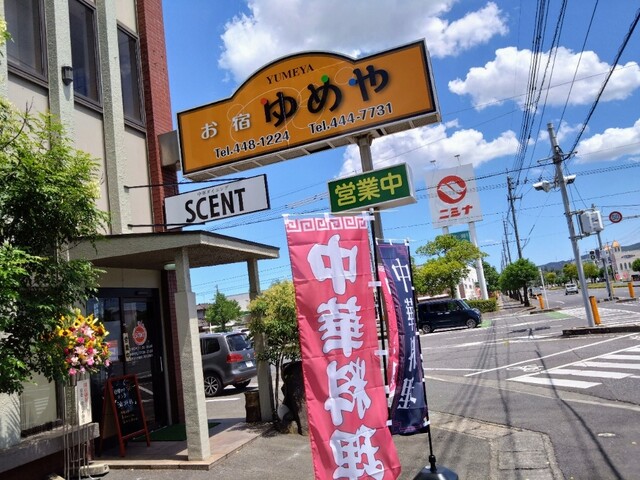 YUMEYA
お宿 ゆめや
Tel.448-1224 Tel.444-7731
SCENT
営業中
ニシナ
中華料理
中華料理